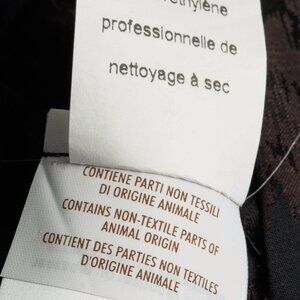 professionnelle de
nettoyage à sec
CONTIENE PARTI NON TESSILI
DI ORIGINE ANIMALE
CONTAINS NON-TEXTILE PARTS OF
ANIMAL ORIGIN
CONTIENT DES PARTIES NON TEXTILES
D'ORIGINE ANIMALE